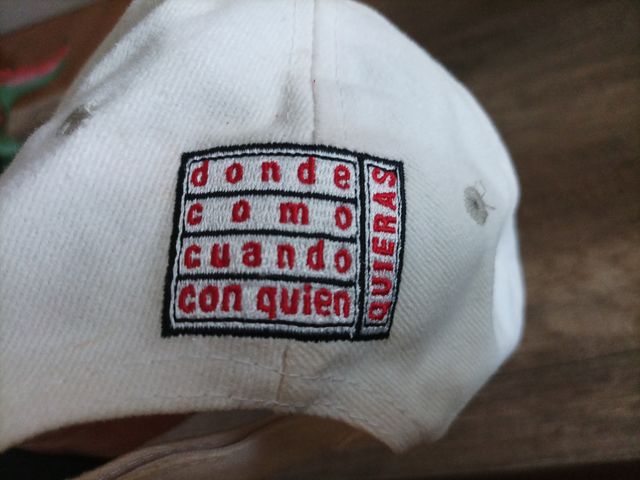 donde
como
cuando
con quien
QUIERAS